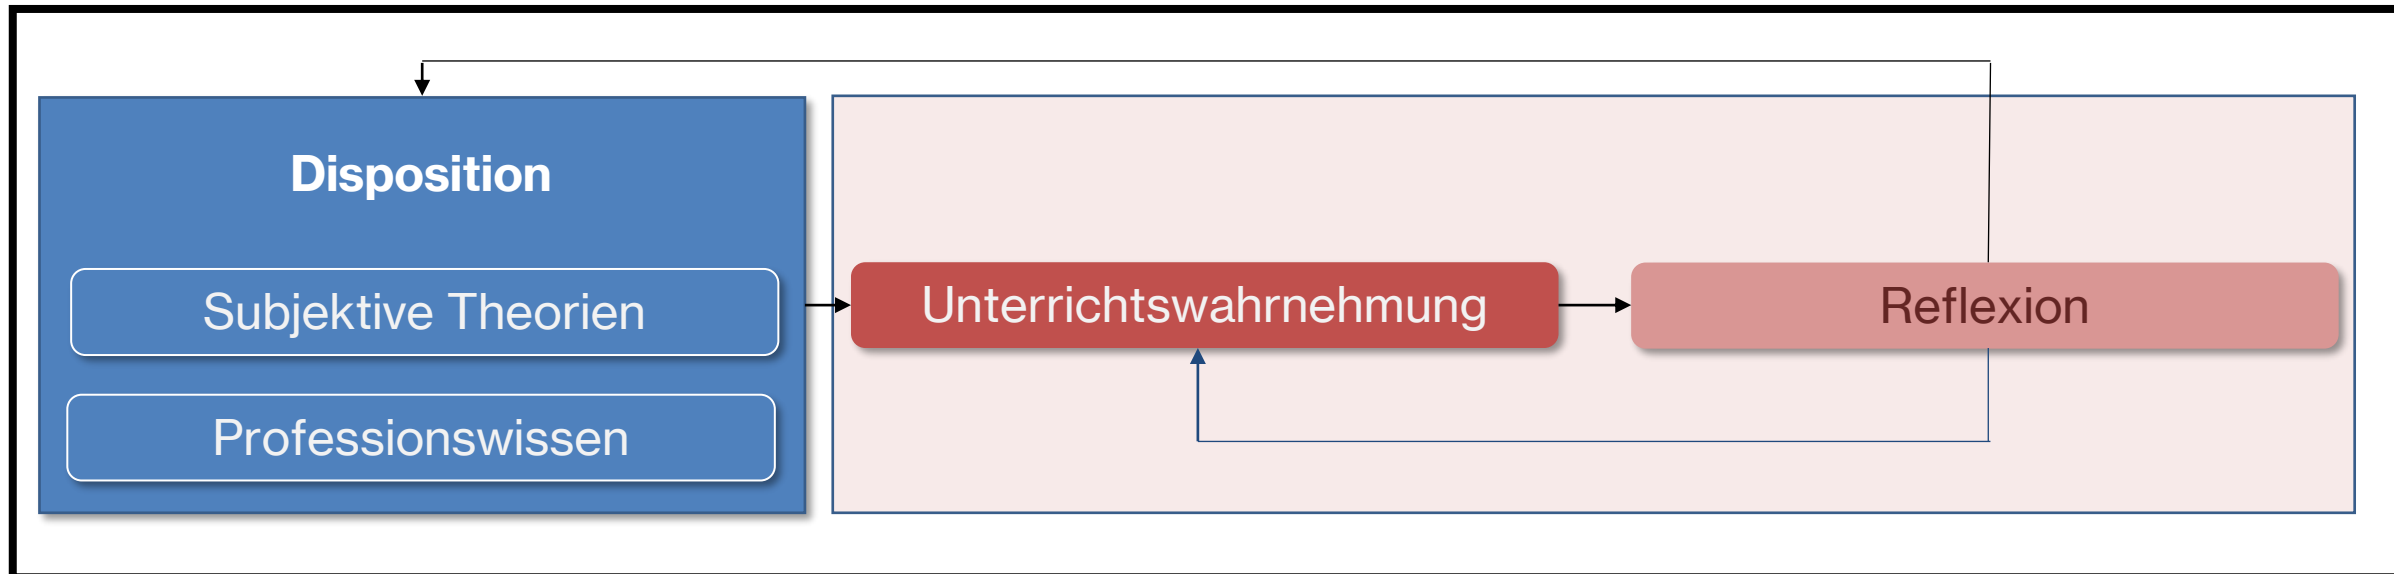 Disposition
Subjektive Theorien
Professionswissen
Unterrichtswahrnehmung
Reflexion